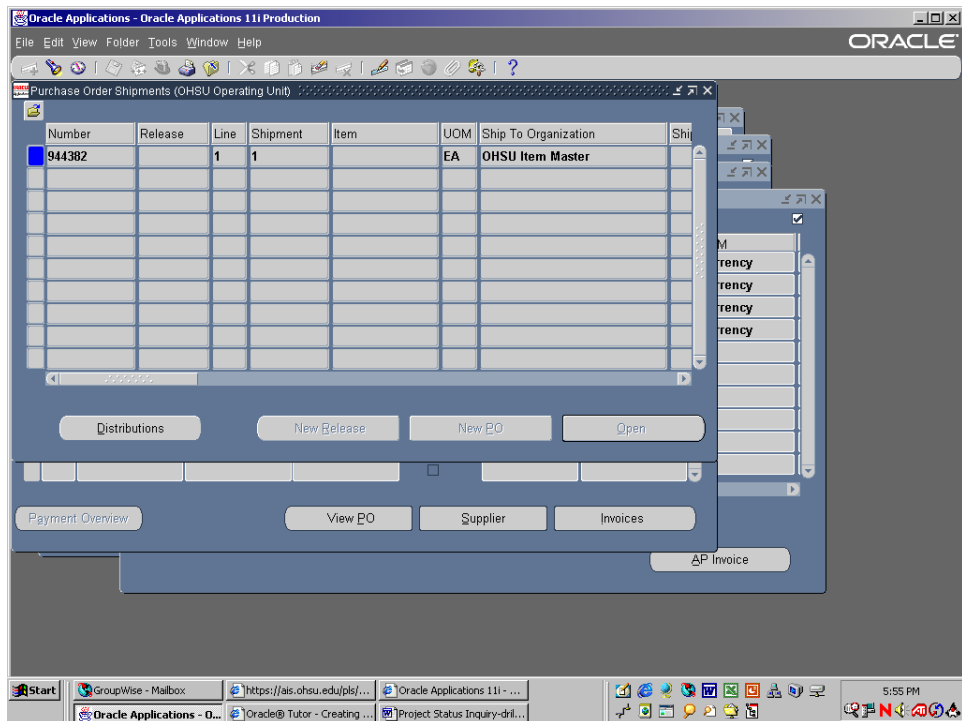 Oracle Applications - Oracle Applications 11i Production
File Edit View Folder Tools Window Help
ORACLE
Purchase Order Shipments (OHSU Operating Unit)
Number Release Line Shipment Item UOM Ship To Organization Ship
944382 1 1 EA OHSU Item Master
M
rrency
rrency
rrency
rrency
Distributions New Release New PO Open
Payment Overview View PO Supplier Invoices
AP Invoice
Start GroupWise - Mailbox https://ais.ohsu.edu/pls/... Oracle Applications 11i - ... 5:55 PM
Oracle Applications - O... Oracle® Tutor - Creating ... Project Status Inquiry-dril...